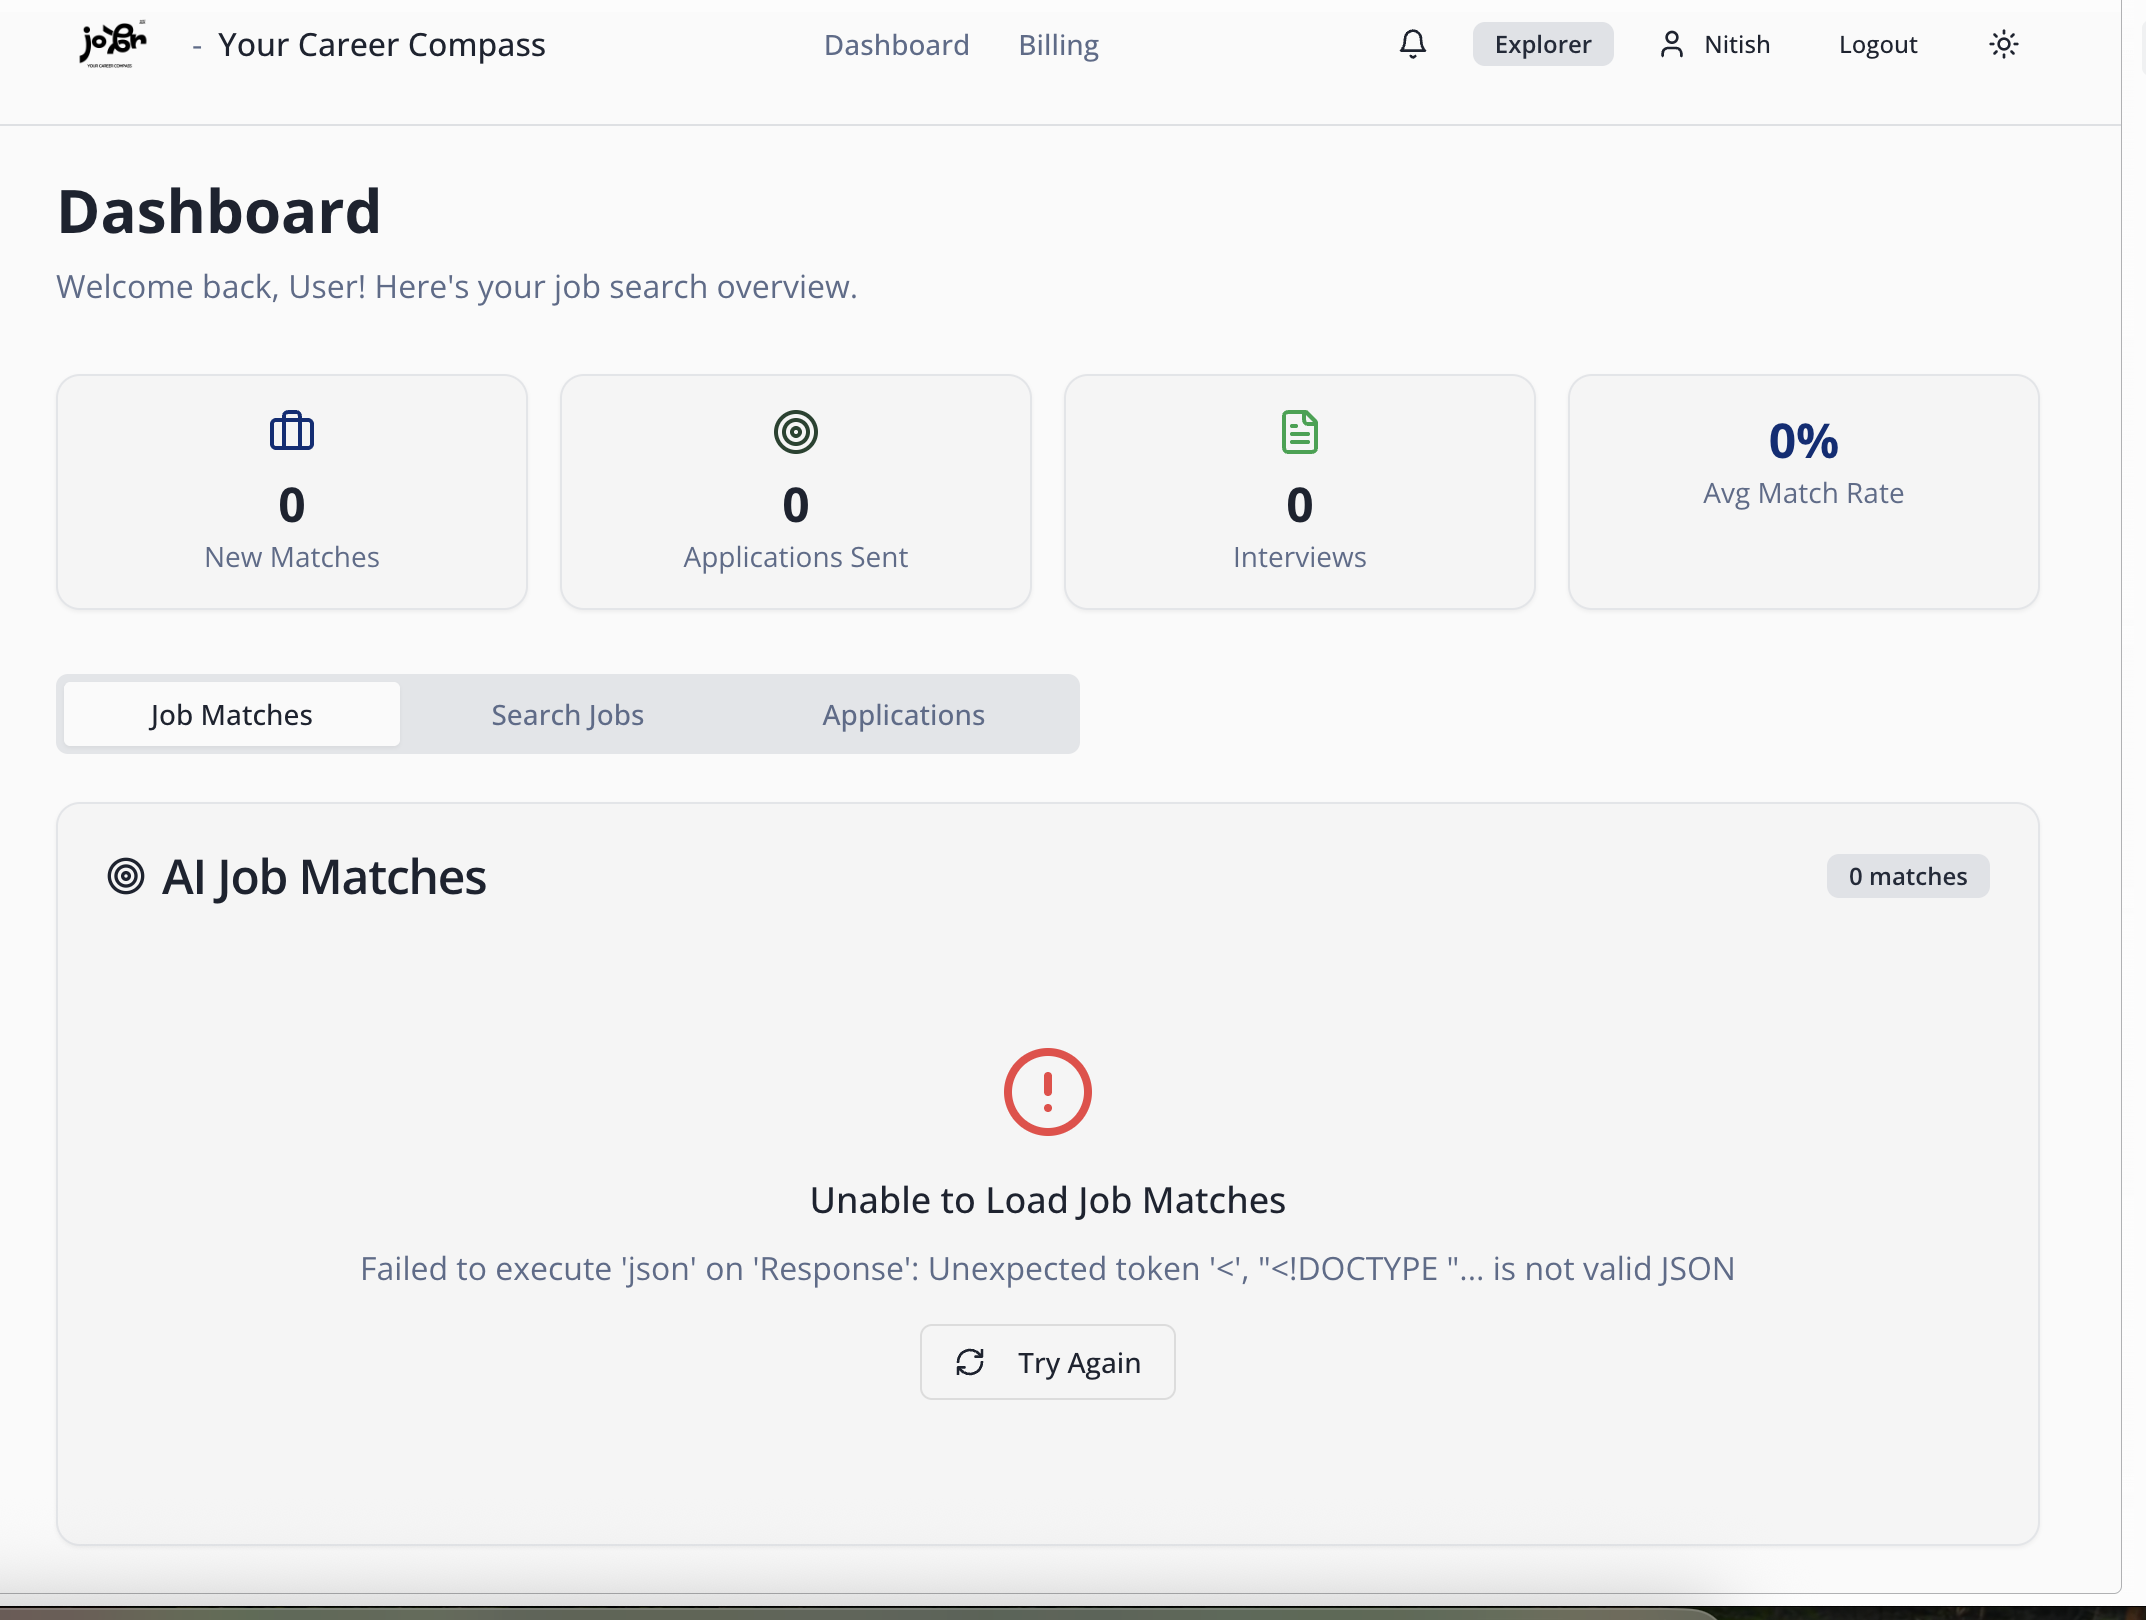 YOUR CAREER COMPASS
- Your Career Compass
Dashboard
Billing
Explorer
Nitish
Logout
Dashboard
Welcome back, User! Here's your job search overview.
0
New Matches
0
Applications Sent
0
Interviews
0%
Avg Match Rate
Job Matches
Search Jobs
Applications
AI Job Matches
0 matches
Unable to Load Job Matches
Failed to execute 'json' on 'Response': Unexpected token '<', "<!DOCTYPE "... is not valid JSON
Try Again